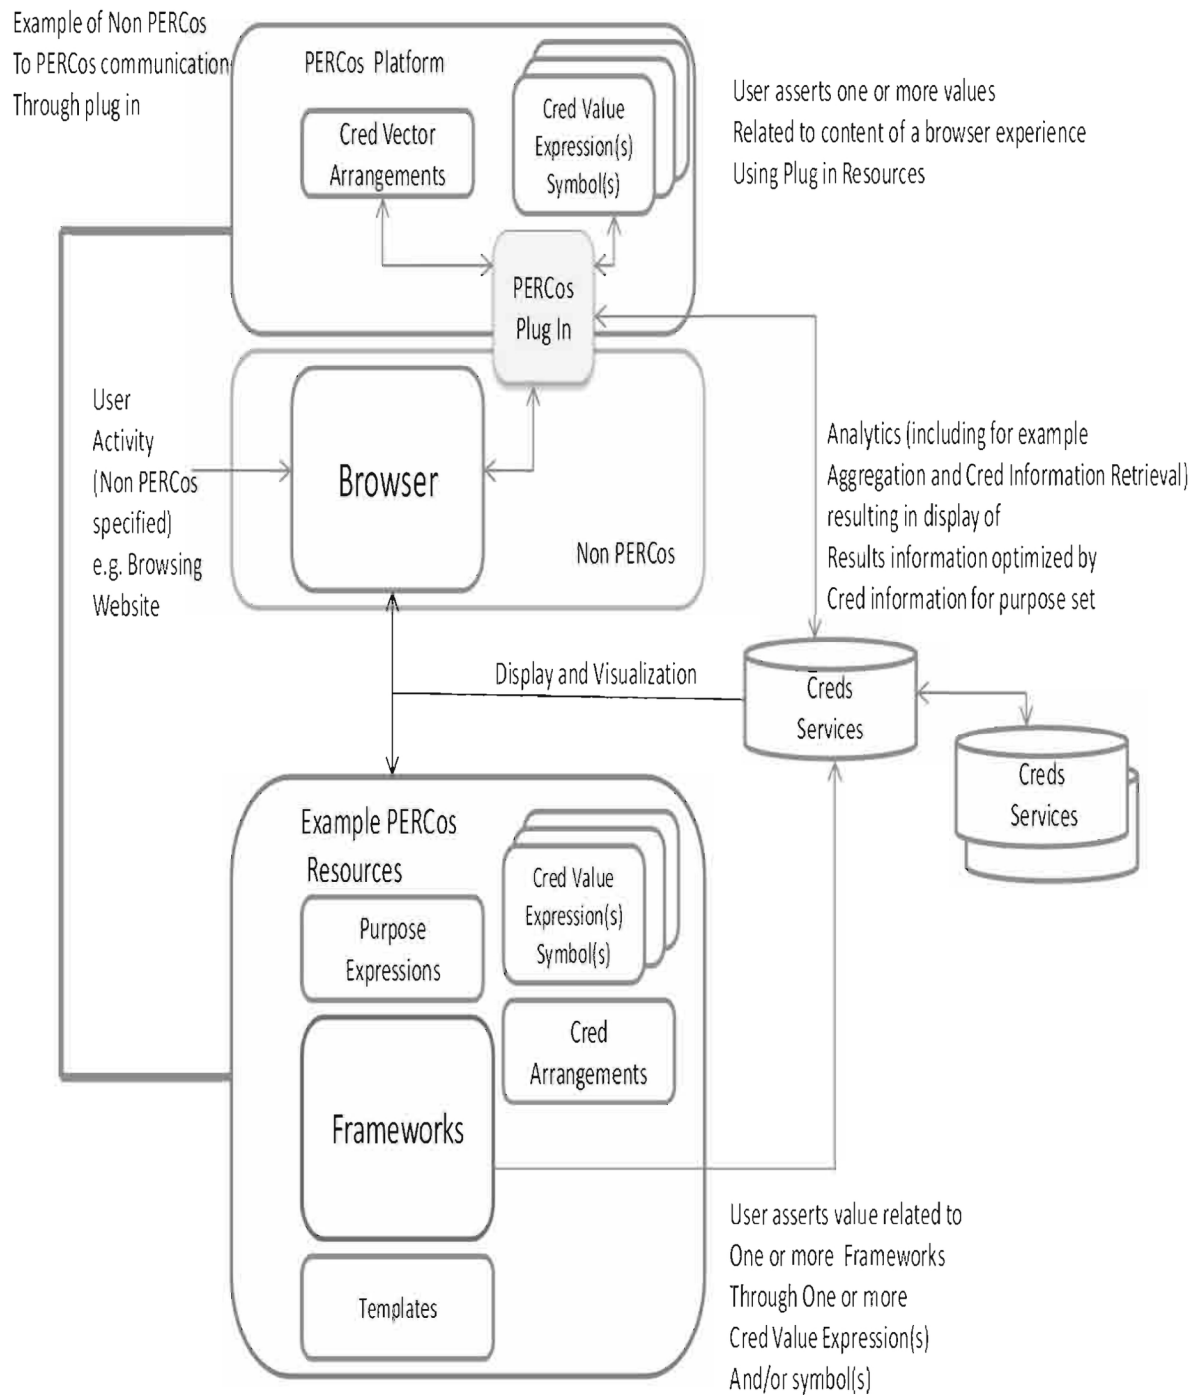 Example of Non PERCos
To PERCos communication
Through plug in
PERCos Platform
Cred Vector
Arrangements
Cred Value
Expression(s)
Symbol(s)
User asserts one or more values
Related to content of a browser experience
Using Plug in Resources
PERCos
Plug In
User
Activity
(Non PERCos
specified)
e.g. Browsing
Website
Browser
Non PERCos
Analytics (including for example
Aggregation and Cred Information Retrieval)
resulting in display of
Results information optimized by
Cred information for purpose set
Display and Visualization
Creds
Services
Creds
Services
Example PERCos
Resources
Purpose
Expressions
Cred Value
Expression(s)
Symbol(s)
Cred
Arrangements
Frameworks
Templates
User asserts value related to
One or more Frameworks
Through One or more
Cred Value Expression(s)
And/or symbol(s)